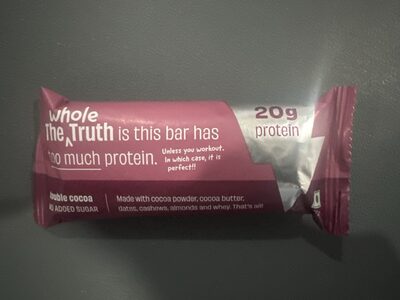 whole
The ^ Truth is this bar has
too much protein.
Unless you workout.
In which case, it is
perfect!!
20g
protein
double cocoa
NO ADDED SUGAR
Made with cocoa powder, cocoa butter,
dates, cashews, almonds and whey. That's all!